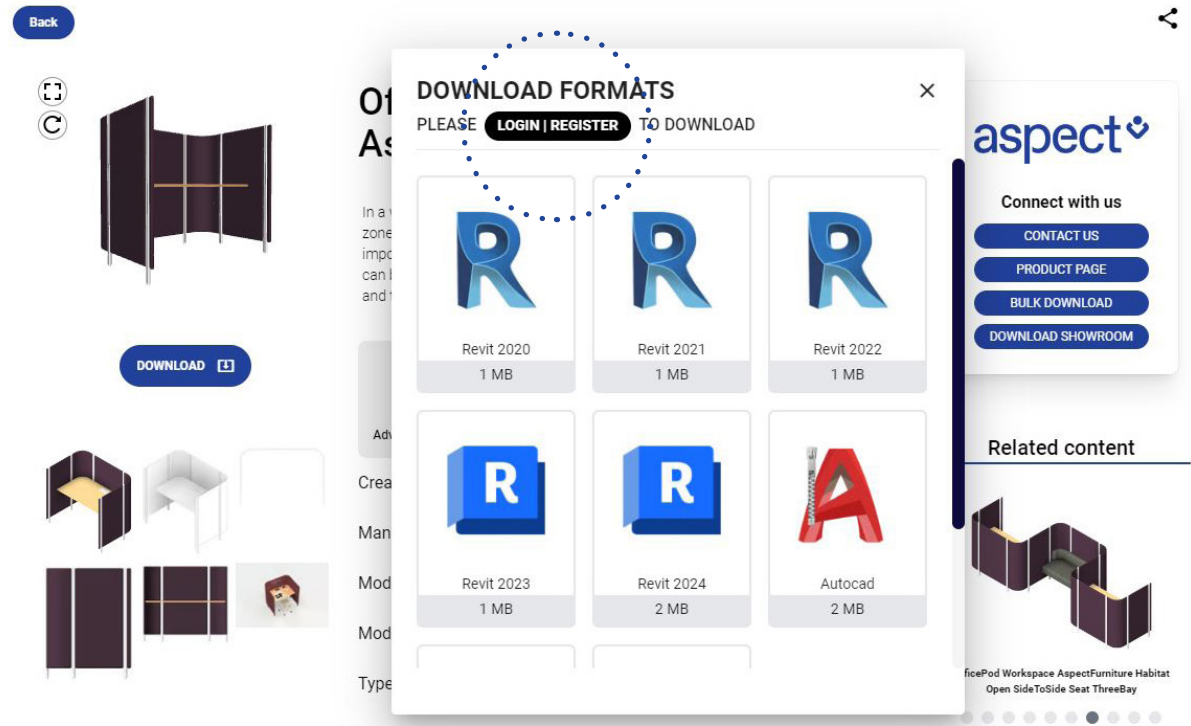 Back
DOWNLOAD FORMATS
PLEASE LOGIN | REGISTER TO DOWNLOAD
Revit 2020
1 MB
Revit 2021
1 MB
Revit 2022
1 MB
Revit 2023
1 MB
Revit 2024
2 MB
Autocad
2 MB
DOWNLOAD
Of
As
In a
zone
impo
can
and
Adv
Crea
Man
Mod
Mod
Type
aspect
Connect with us
CONTACT US
PRODUCT PAGE
BULK DOWNLOAD
DOWNLOAD SHOWROOM
Related content
ficePod Workspace AspectFurniture Habitat
Open SideToSide Seat ThreeBay